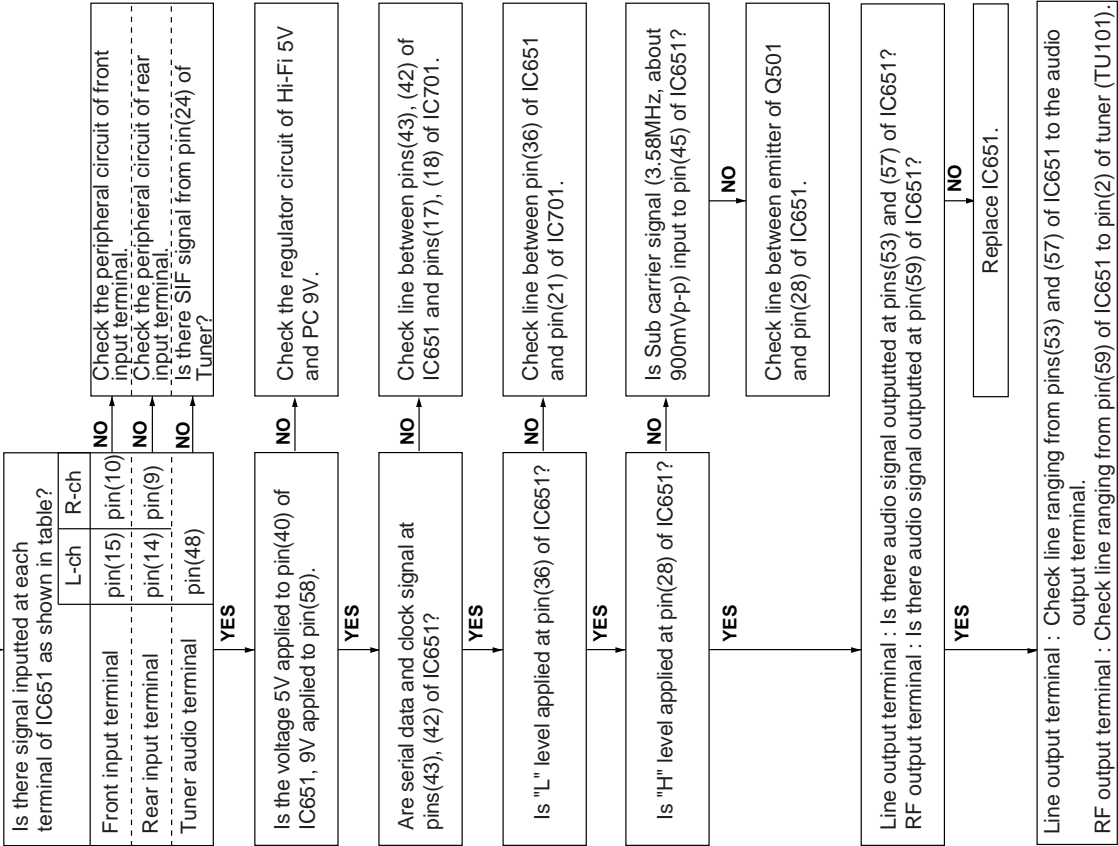 Is there signal inputted at each
terminal of IC651 as shown in table?
L-ch R-ch
Front input terminal pin(15) pin(10)
Rear input terminal pin(14) pin(9)
Tuner audio terminal pin(48)
NO
Check the peripheral circuit of front
input terminal.
NO
Check the peripheral circuit of rear
input terminal.
NO
Is there SIF signal from pin(24) of
Tuner?
YES
Is the voltage 5V applied to pin(40) of
IC651, 9V applied to pin(58).
NO
Check the regulator circuit of Hi-Fi 5V
and PC 9V.
YES
Are serial data and clock signal at
pins(43), (42) of IC651?
NO
Check line between pins(43), (42) of
IC651 and pins(17), (18) of IC701.
YES
Is "L" level applied at pin(36) of IC651?
NO
Check line between pin(36) of IC651
and pin(21) of IC701.
YES
Is "H" level applied at pin(28) of IC651?
NO
Is Sub carrier signal (3.58MHz, about
900mVp-p) input to pin(45) of IC651?
NO
Check line between emitter of Q501
and pin(28) of IC651.
YES
Line output terminal : Is there audio signal outputted at pins(53) and (57) of IC651?
RF output terminal : Is there audio signal outputted at pin(59) of IC651?
NO
Replace IC651.
YES
Line output terminal : Check line ranging from pins(53) and (57) of IC651 to the audio
output terminal.
RF output terminal : Check line ranging from pin(59) of IC651 to pin(2) of tuner (TU101).